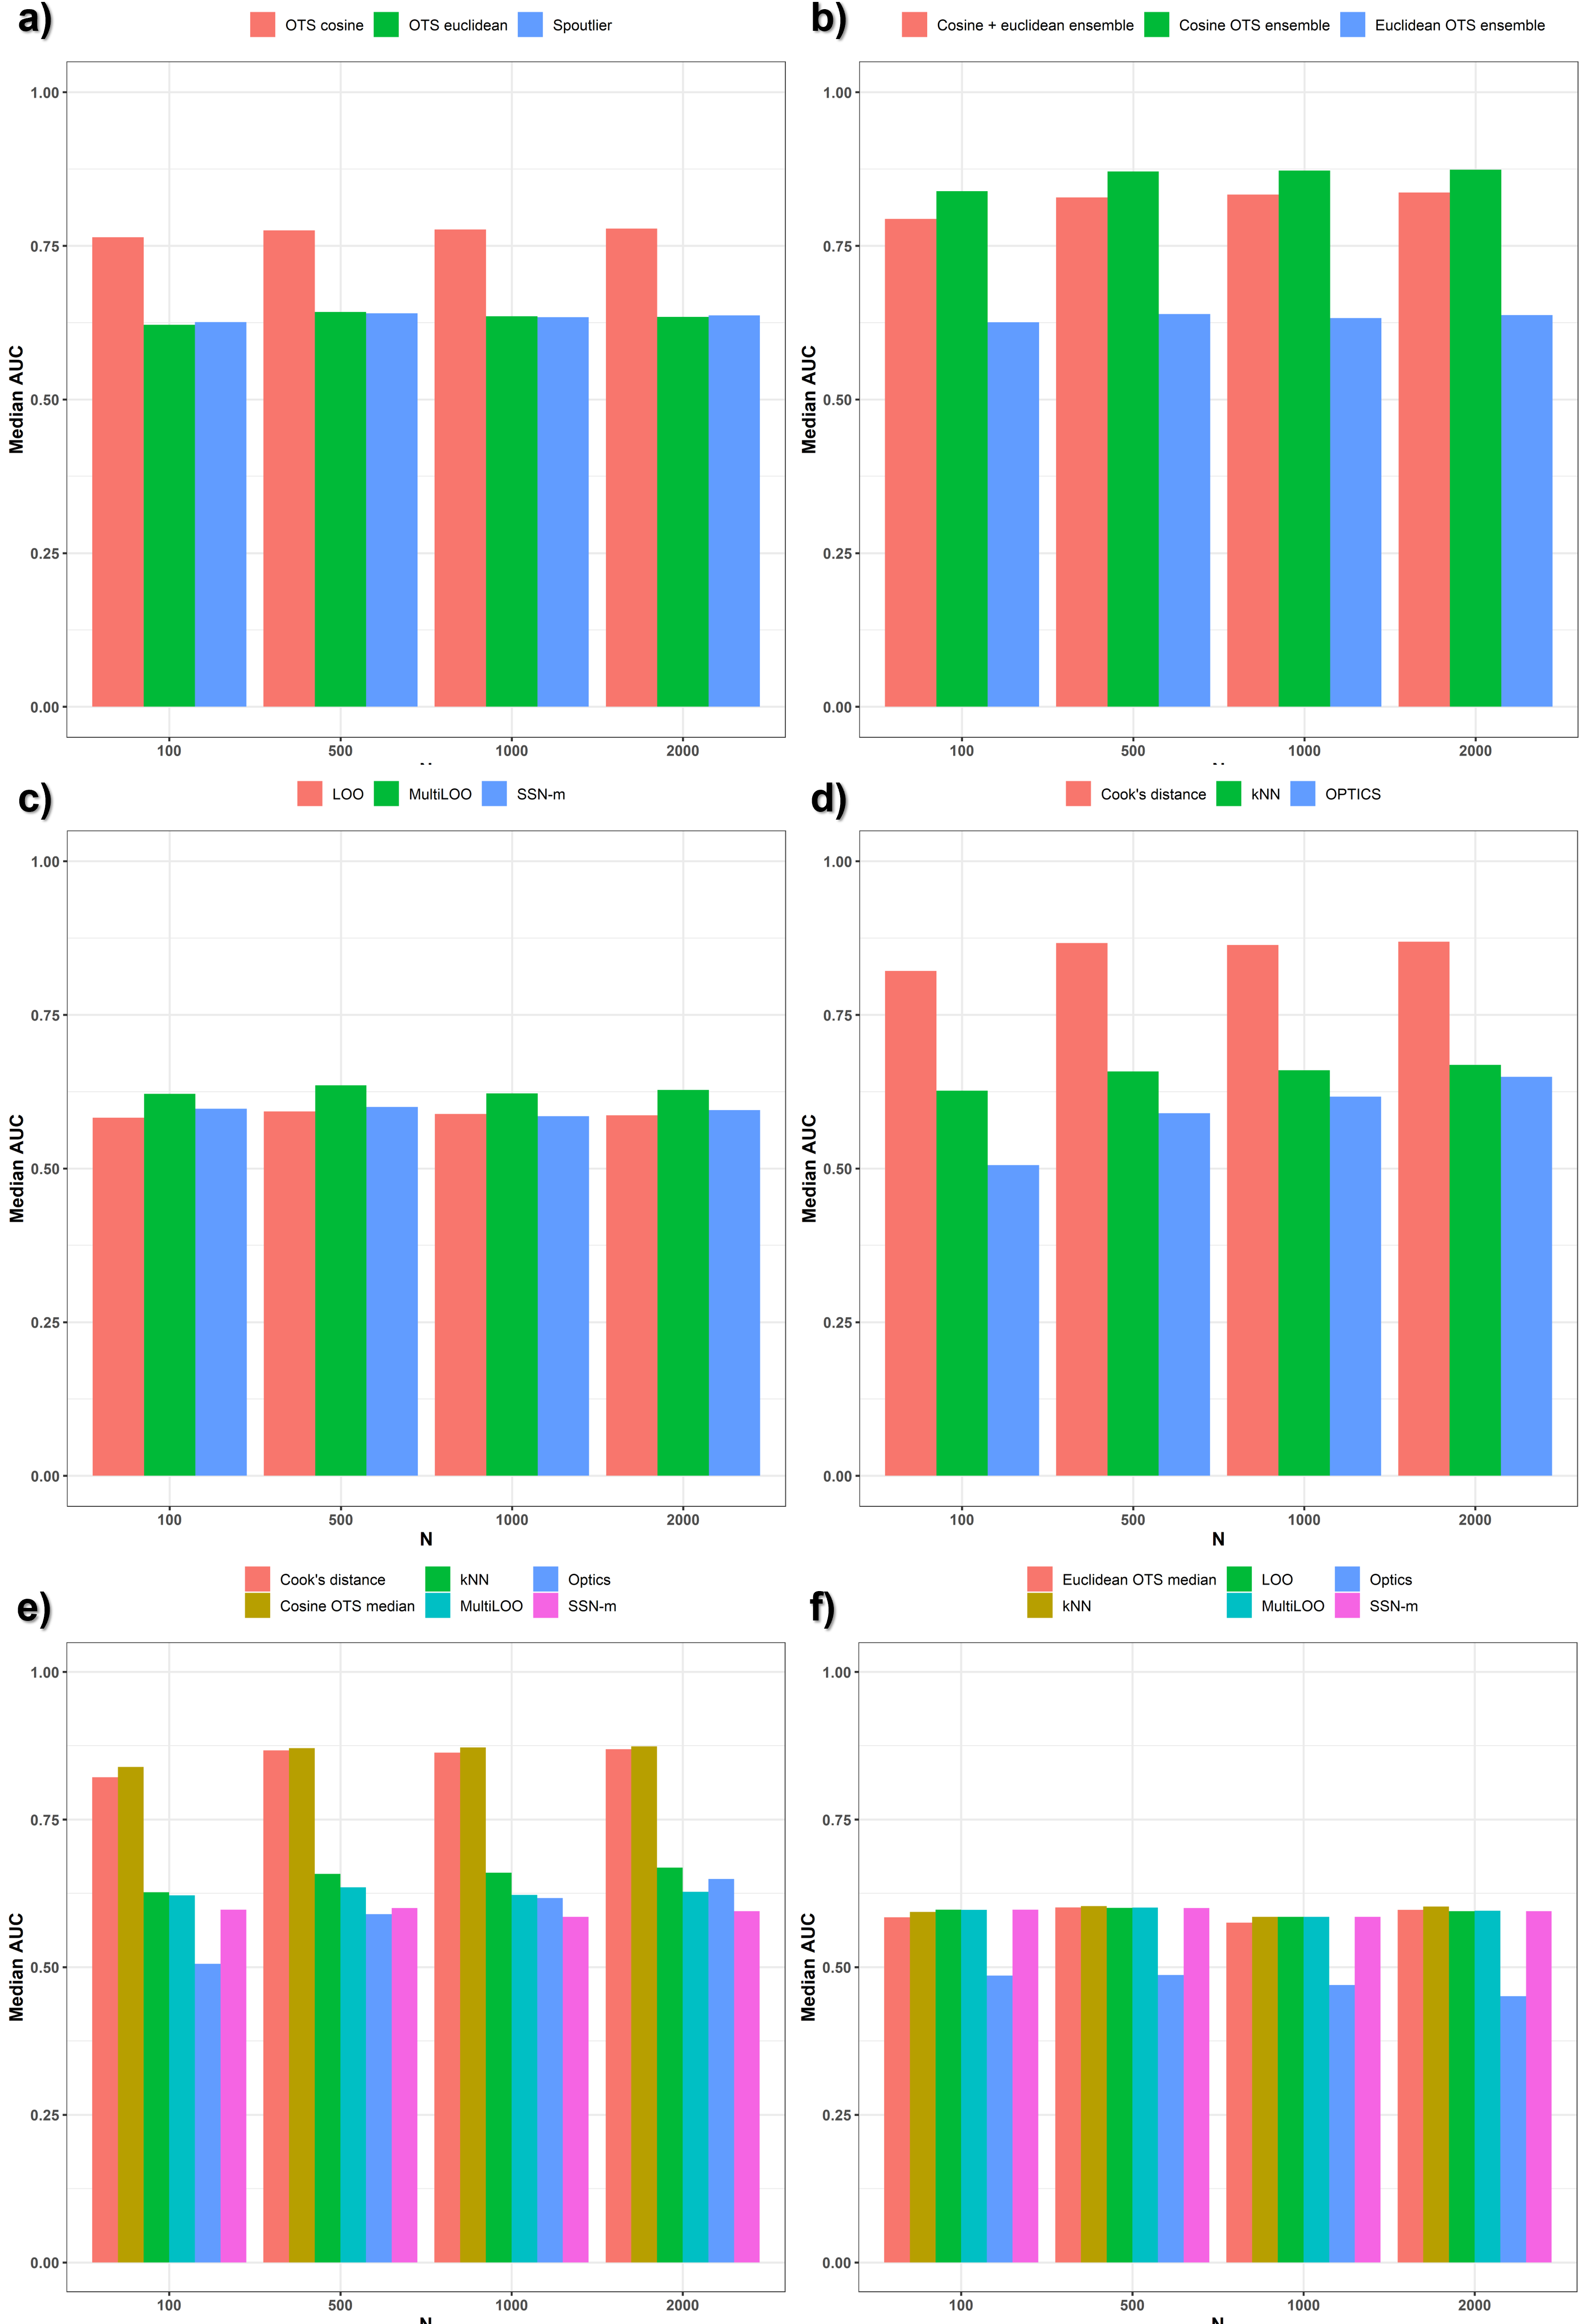 a)
OTS cosine OTS euclidean Spoutlier
1.00
0.75
0.50
0.25
0.00
Median AUC
100 500 1000 2000
b)
Cosine + euclidean ensemble Cosine OTS ensemble Euclidean OTS ensemble
1.00
0.75
0.50
0.25
0.00
Median AUC
100 500 1000 2000
c)
LOO MultiLOO SSN-m
1.00
0.75
0.50
0.25
0.00
Median AUC
100 500 1000 2000
N
d)
Cook's distance kNN OPTICS
1.00
0.75
0.50
0.25
0.00
Median AUC
100 500 1000 2000
N
e)
Cook's distance kNN Optics
Cosine OTS median MultiLOO SSN-m
1.00
0.75
0.50
0.25
0.00
Median AUC
100 500 1000 2000
f)
Euclidean OTS median LOO Optics
kNN MultiLOO SSN-m
1.00
0.75
0.50
0.25
0.00
Median AUC
100 500 1000 2000